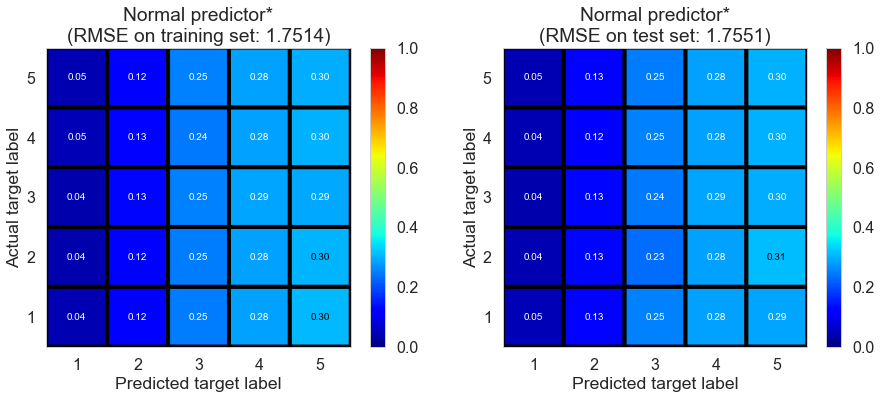 Normal predictor*
(RMSE on training set: 1.7514)
Actual target label
5 0.05 0.12 0.25 0.28 0.30
4 0.05 0.13 0.24 0.28 0.30
3 0.04 0.13 0.25 0.29 0.29
2 0.04 0.12 0.25 0.28 0.30
1 0.04 0.12 0.25 0.28 0.30
1 2 3 4 5
Predicted target label
1.0
0.8
0.6
0.4
0.2
0.0
Normal predictor*
(RMSE on test set: 1.7551)
Actual target label
5 0.05 0.13 0.25 0.28 0.30
4 0.04 0.12 0.25 0.28 0.30
3 0.04 0.13 0.24 0.29 0.30
2 0.04 0.13 0.23 0.28 0.31
1 0.05 0.13 0.25 0.28 0.29
1 2 3 4 5
Predicted target label
1.0
0.8
0.6
0.4
0.2
0.0